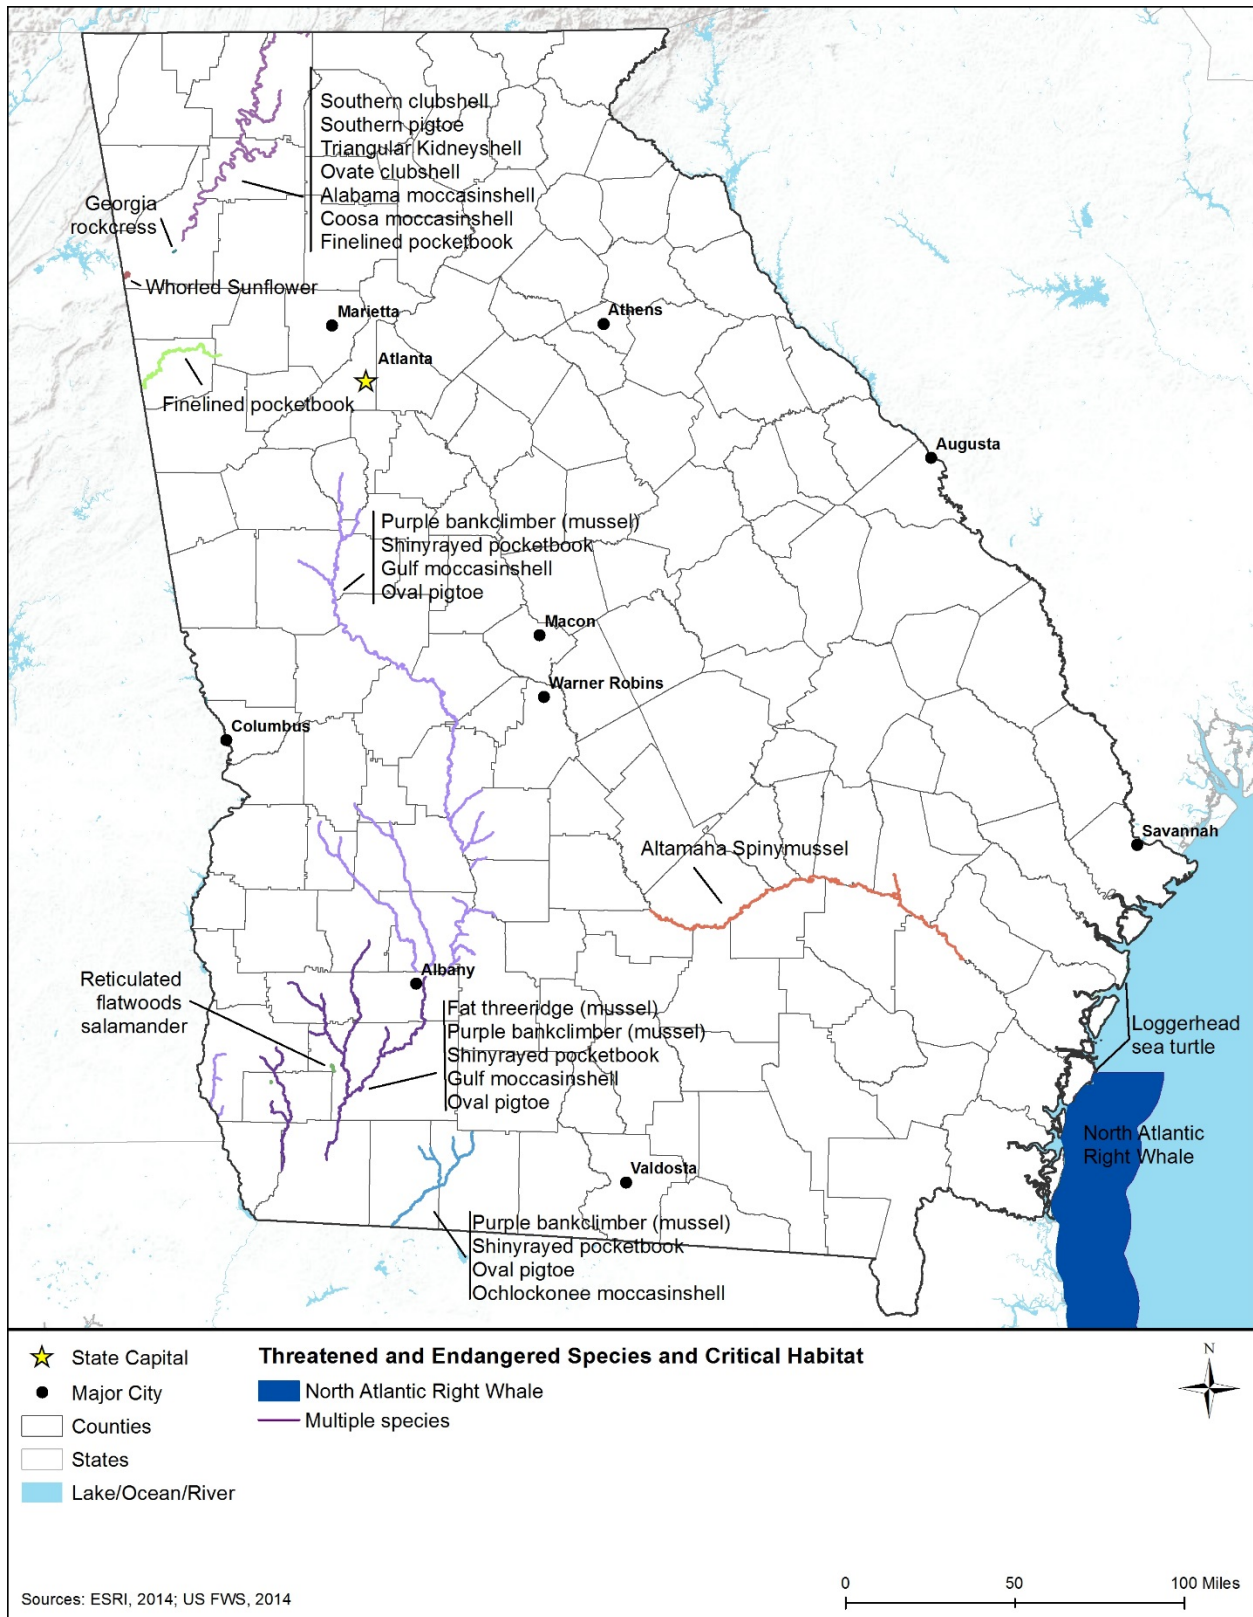 Southern clubshell
Southern pigtoe
Triangular Kidneyshell
Ovate clubshell
Alabama moccasinshell
Coosa moccasinshell
Finelined pocketbook
Georgia
rockcress
Whorled Sunflower
Marietta
Athens
Atlanta
Finelined pocketbook
Augusta
Purple bankclimber (mussel)
Shinyrayed pocketbook
Gulf moccasinshell
Oval pigtoe
Macon
Warner Robins
Columbus
Savannah
Altamaha Spinymussel
Albany
Reticulated
flatwoods
salamander
Fat threeridge (mussel)
Purple bankclimber (mussel)
Shinyrayed pocketbook
Gulf moccasinshell
Oval pigtoe
Loggerhead
sea turtle
North Atlantic
Right Whale
Valdosta
Purple bankclimber (mussel)
Shinyrayed pocketbook
Oval pigtoe
Ochlockonee moccasinshell
State Capital
Major City
Counties
States
Lake/Ocean/River
Threatened and Endangered Species and Critical Habitat
North Atlantic Right Whale
Multiple species
N
Sources: ESRI, 2014; US FWS, 2014
0 50 100 Miles